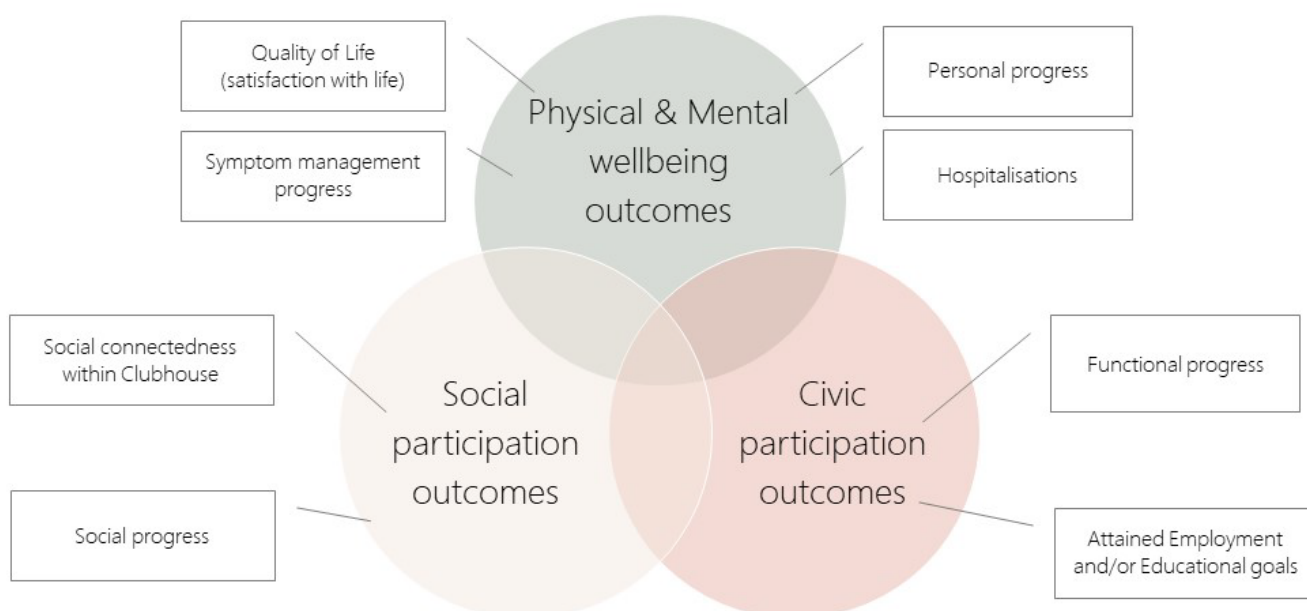 Quality of Life
(satisfaction with life)
Personal progress
Physical & Mental
wellbeing
outcomes
Symptom management
progress
Hospitalisations
Social connectedness
within Clubhouse
Functional progress
Social
participation
outcomes
Civic
participation
outcomes
Social progress
Attained Employment
and/or Educational goals